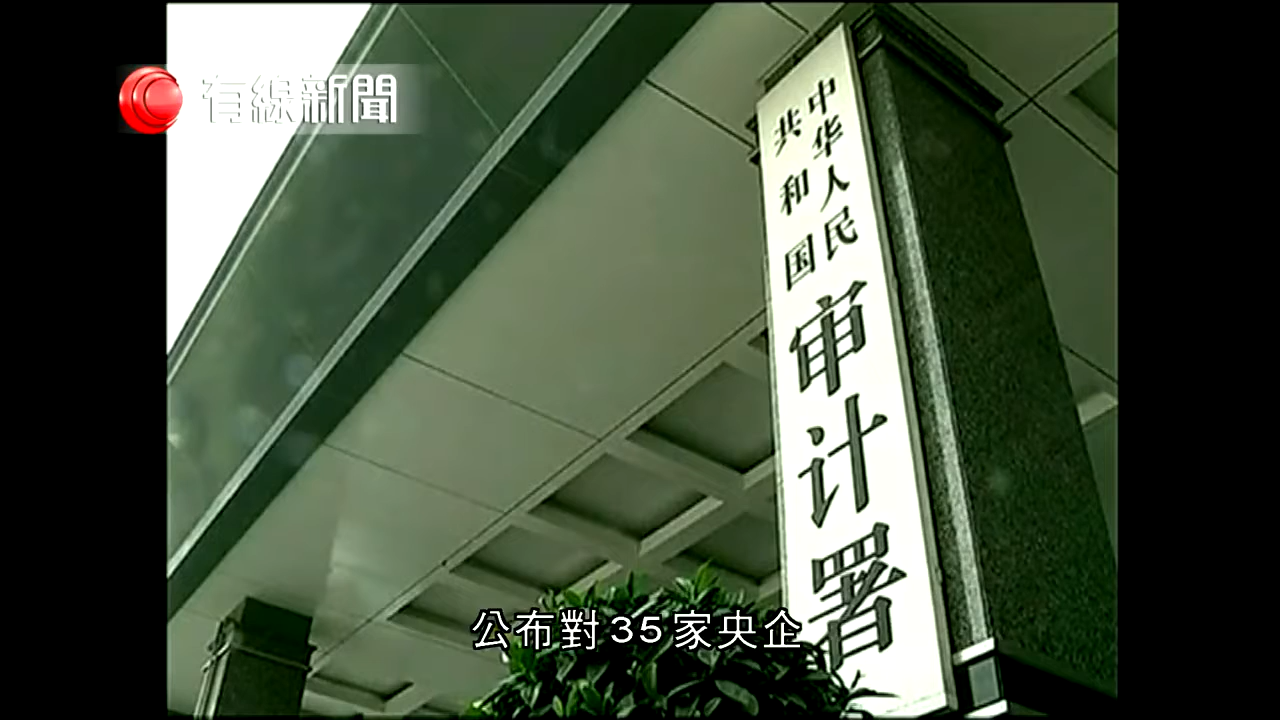 有線新聞
中华人民
共和国
审计署
公布對35家央企